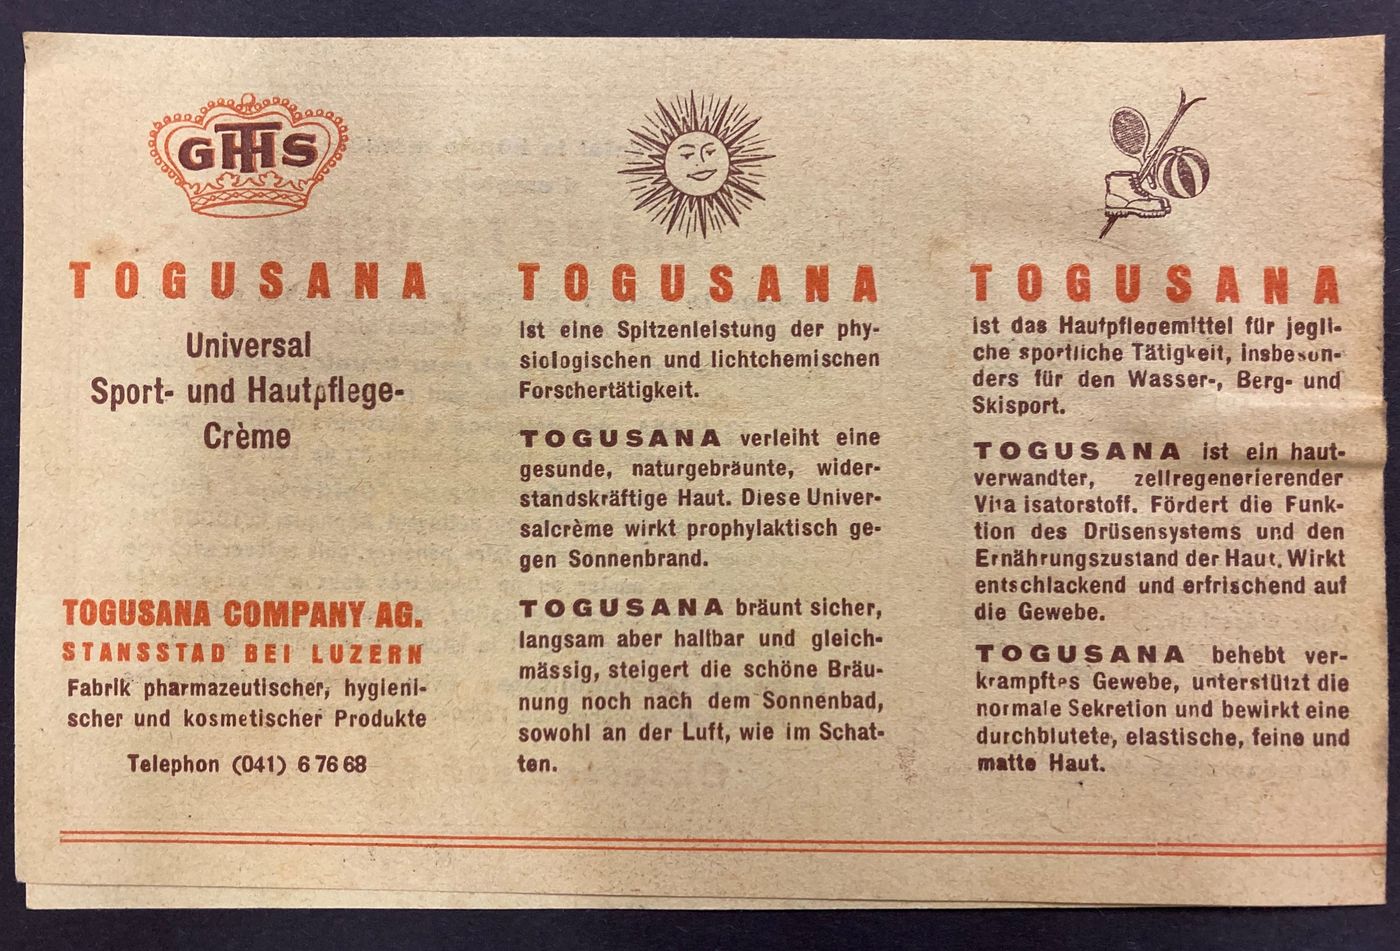 GTHS
TOGUSANA
Universal
Sport- und Hautpflege-
Crème
TOGUSANA COMPANY AG.
STANSSTAD BEI LUZERN
Fabrik pharmazeutischer, hygieni-
scher und kosmetischer Produkte
Telephon (041) 6 76 68
TOGUSANA
ist eine Spitzenleistung der phy-
siologischen und lichtchemischen
Forschertätigkeit.
TOGUSANA verleiht eine
gesunde, naturgebräunte, wider-
standskräftige Haut. Diese Univer-
salcrème wirkt prophylaktisch ge-
gen Sonnenbrand.
TOGUSANA bräunt sicher,
langsam aber haltbar und gleich-
mässig, steigert die schöne Bräu-
nung noch nach dem Sonnenbad,
sowohl an der Luft, wie im Schat-
ten.
TOGUSANA
ist das Hautpflegemittel für jegli-
che sportliche Tätigkeit, insbeson-
ders für den Wasser-, Berg- und
Skisport.
TOGUSANA ist ein haut-
verwandter, zellregenerierender
Vitalisatorstoff. Fördert die Funk-
tion des Drüsensystems und den
Ernährungszustand der Haut. Wirkt
entschlackend und erfrischend auf
die Gewebe.
TOGUSANA behebt ver-
krampftes Gewebe, unterstützt die
normale Sekretion und bewirkt eine
durchblutete, elastische, feine und
matte Haut.